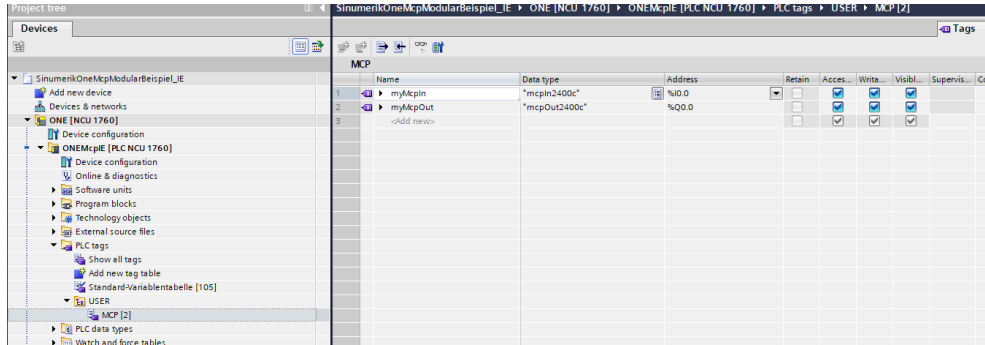 Project tree
SinumerikOneMcpModularBeispiel_IE ▸ ONE [NCU 1760] ▸ ONEMcpIE [PLC NCU 1760] ▸ PLC tags ▸ USER ▸ MCP [2]
Devices
Tags
MCP
Name Data type Address Retain Acces... Writa... Visibl... Supervis... Co
1 myMcpIn "mcpIn2400c" %I0.0
2 myMcpOut "mcpOut2400c" %Q0.0
3 <Add new>
SinumerikOneMcpModularBeispiel_IE
Add new device
Devices & networks
ONE [NCU 1760]
Device configuration
ONEMcpIE [PLC NCU 1760]
Device configuration
Online & diagnostics
Software units
Program blocks
Technology objects
External source files
PLC tags
Show all tags
Add new tag table
Standard-Variablentabelle [105]
USER
MCP [2]
PLC data types
Watch and force tables